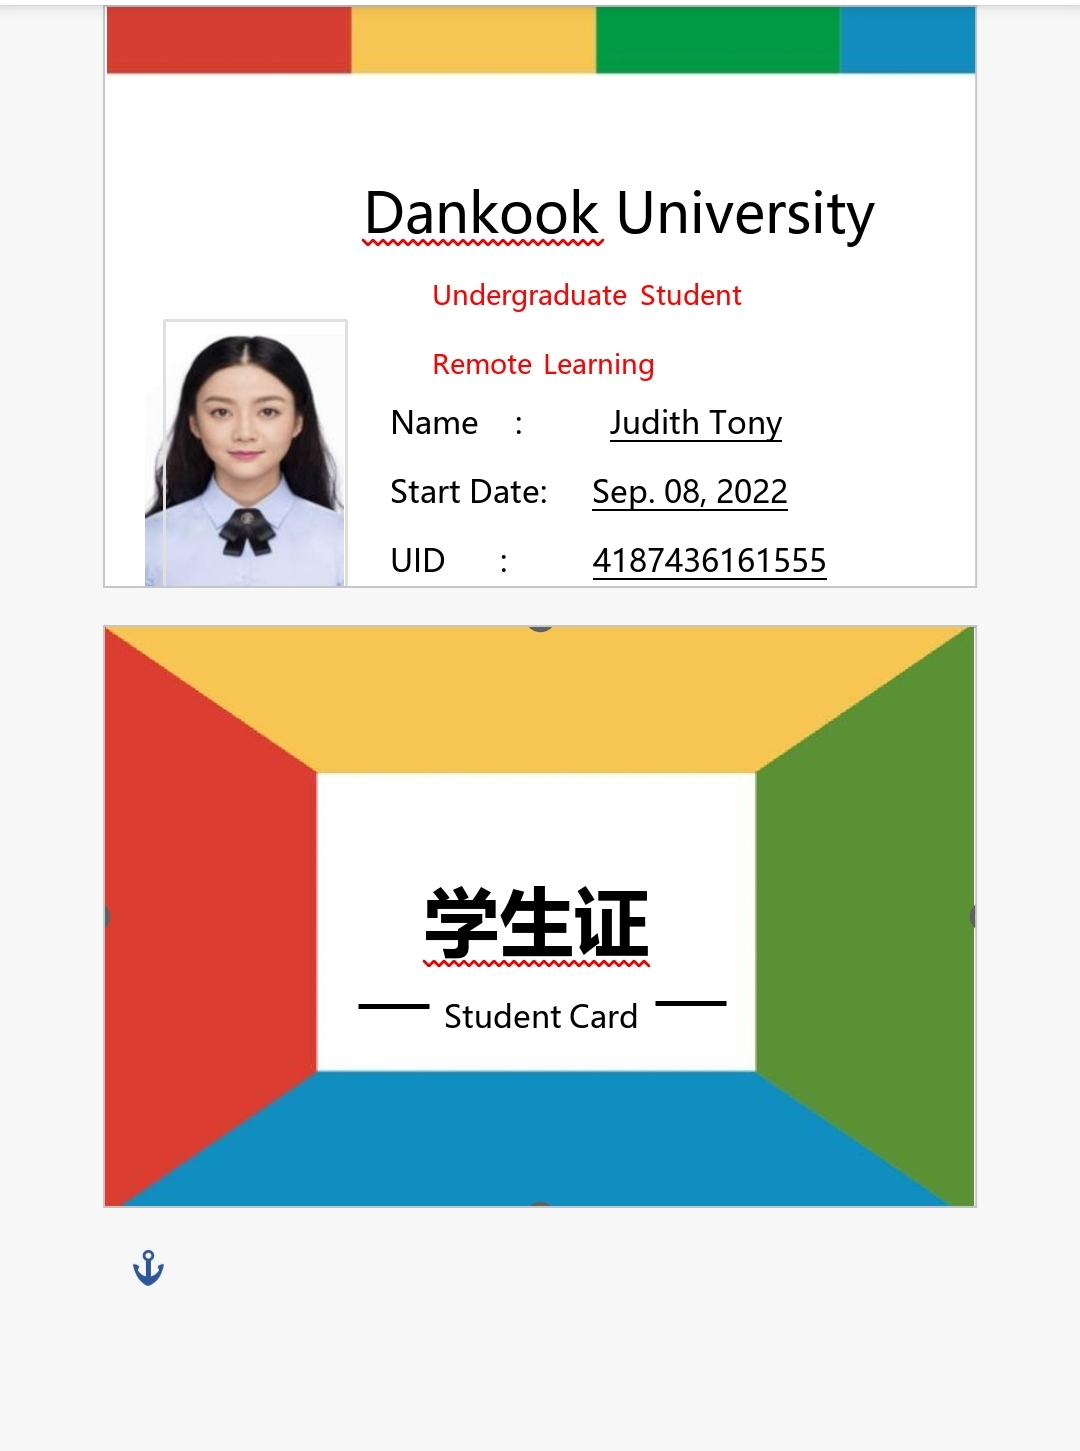 Dankook University
Undergraduate Student
Remote Learning
Name : Judith Tony
Start Date: Sep. 08, 2022
UID : 4187436161555
学生证
Student Card